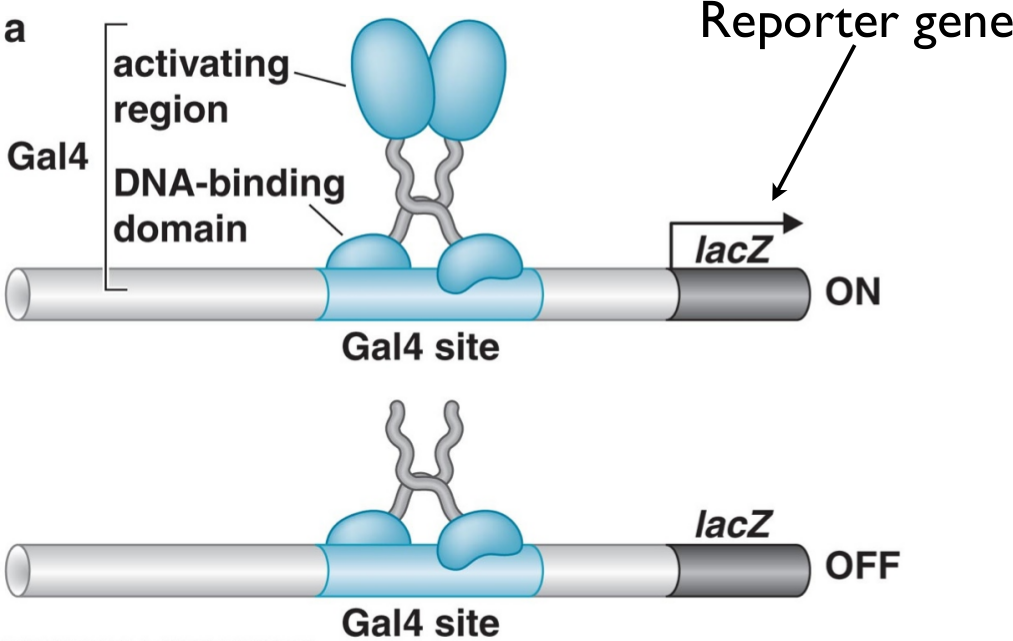 a
Reporter gene
activating
region
Gal4
DNA-binding
domain
lacZ
ON
Gal4 site
lacZ
OFF
Gal4 site